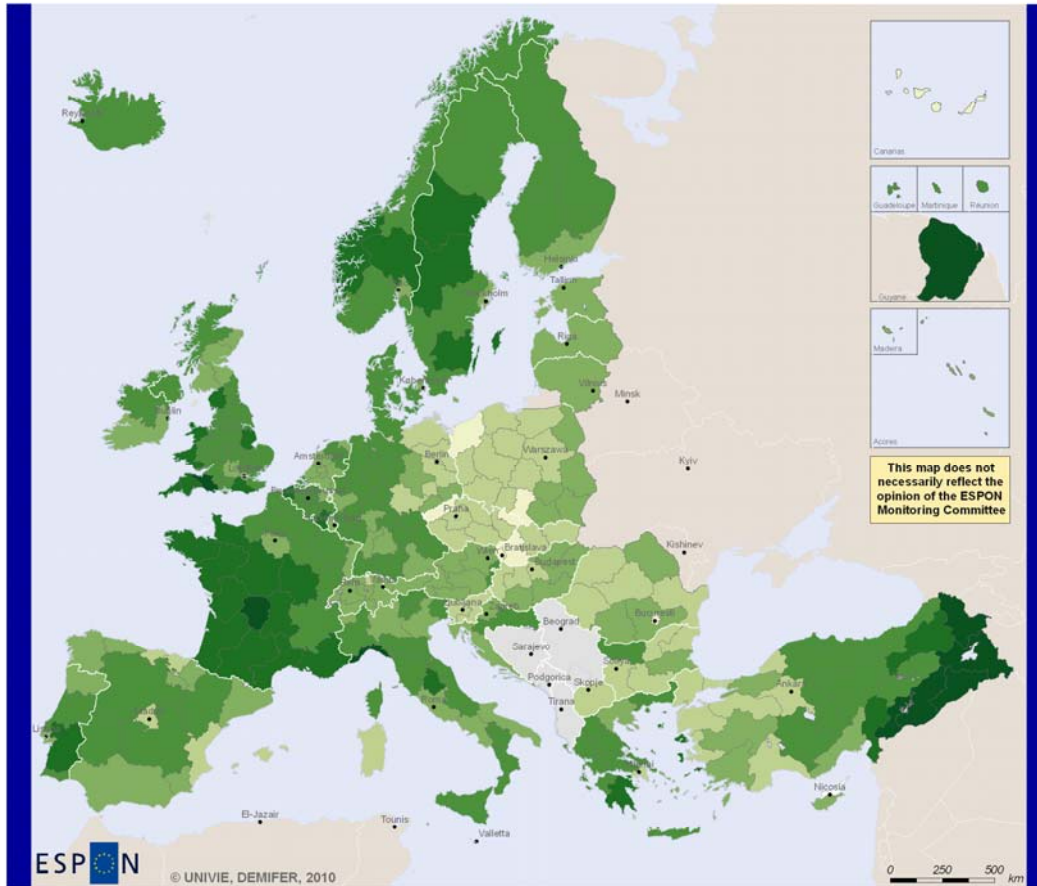 Reykjavik
Canarias
Guadeloupe
Martinique
Réunion
Guyane
Helsinki
Tallinn
Stockholm
Riga
Madeira
Vilnius
Minsk
Dublin
Acores
Berlin
Warszawa
Kyiv
This map does not
necessarily reflect the
opinion of the ESPON
Monitoring Committee
Praha
Kishinev
Bratislava
Budapest
Ljubljana
Beograd
Bucuresti
Sarajevo
Podgorica
Skopje
Ankara
Tirana
Nicosia
El-Jazair
Tounis
Valletta
ESPON
© UNIVIE, DEMIFER, 2010
0 250 500
km